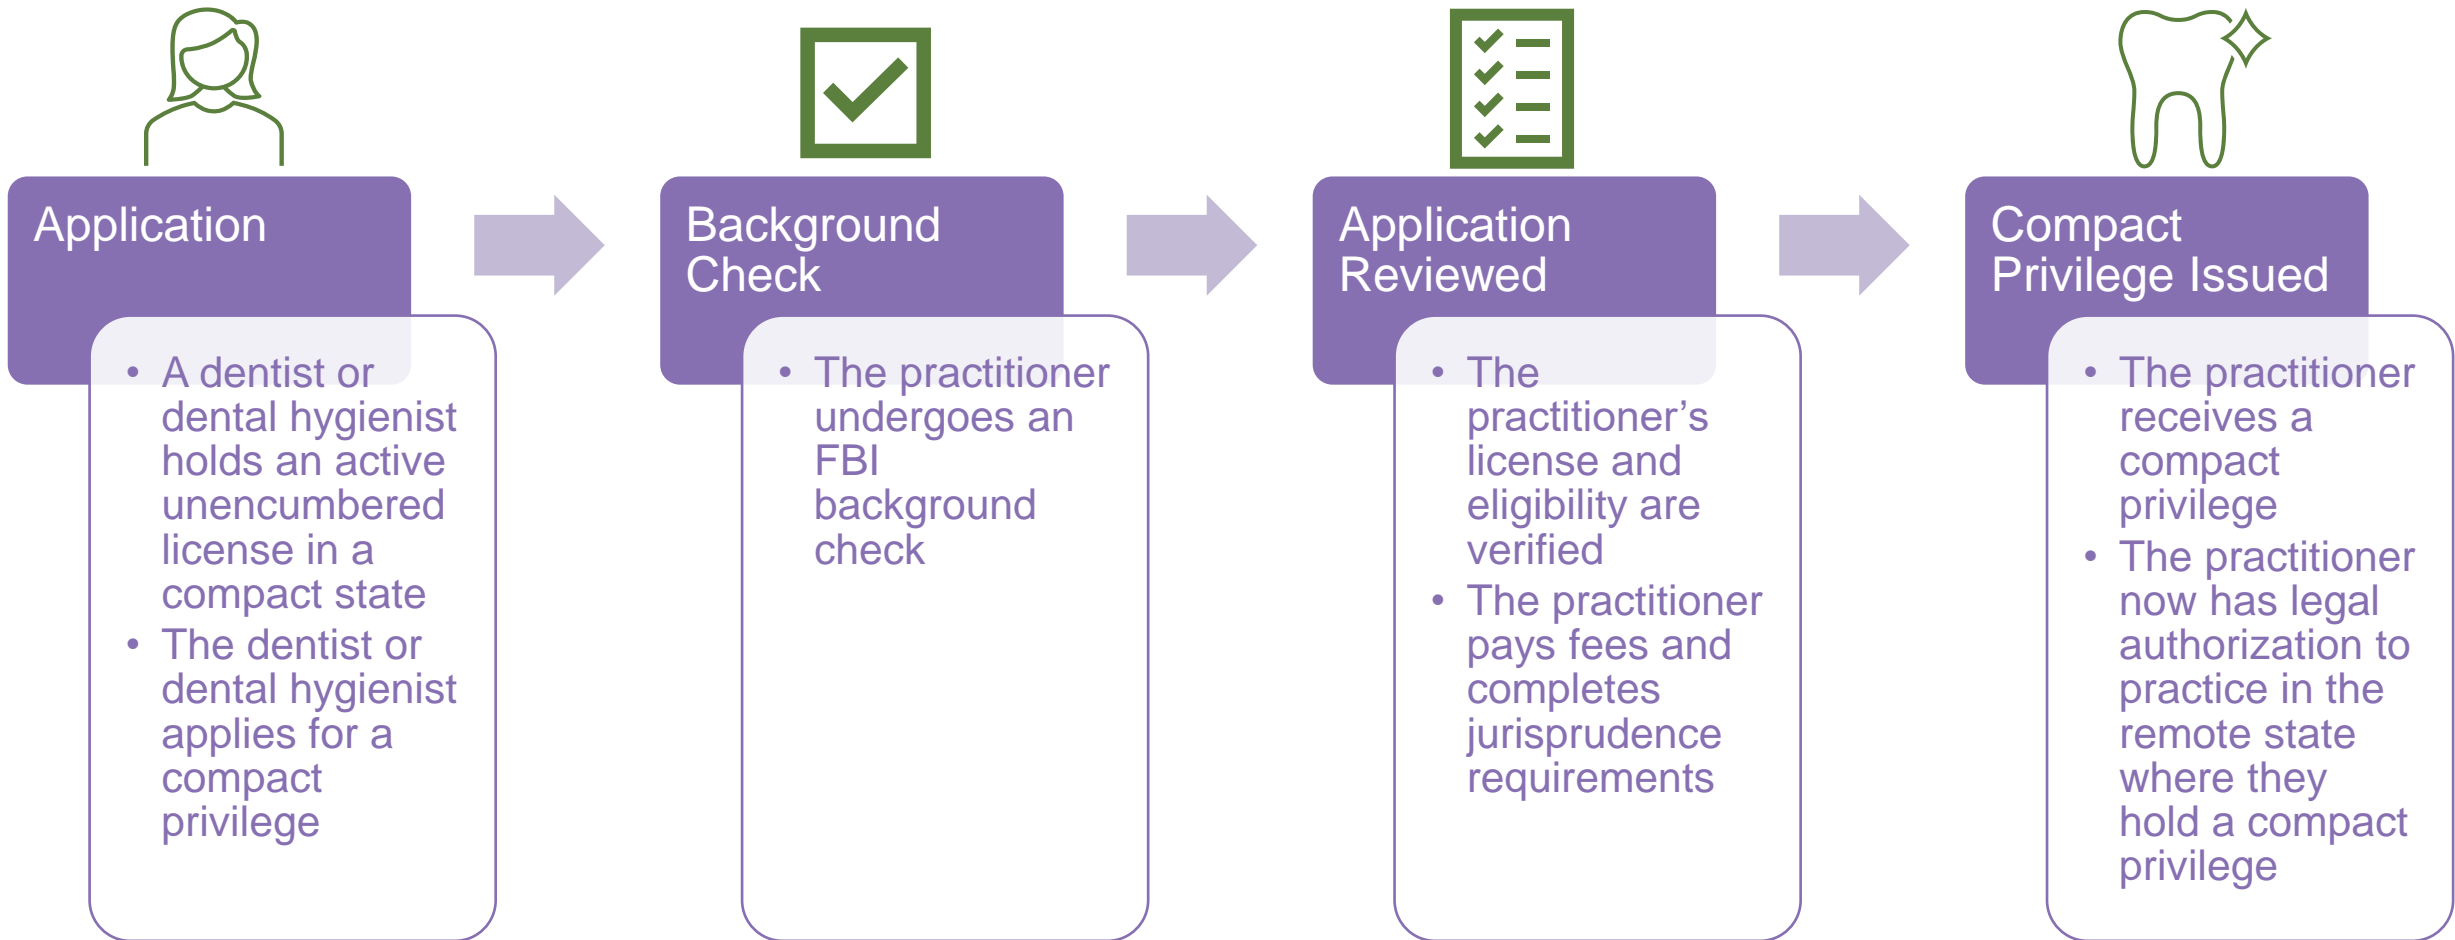 Application
• A dentist or
dental hygienist
holds an active
unencumbered
license in a
compact state
• The dentist or
dental hygienist
applies for a
compact
privilege
Background
Check
• The practitioner
undergoes an
FBI
background
check
Application
Reviewed
• The
practitioner’s
license and
eligibility are
verified
• The practitioner
pays fees and
completes
jurisprudence
requirements
Compact
Privilege Issued
• The practitioner
receives a
compact
privilege
• The practitioner
now has legal
authorization to
practice in the
remote state
where they
hold a compact
privilege